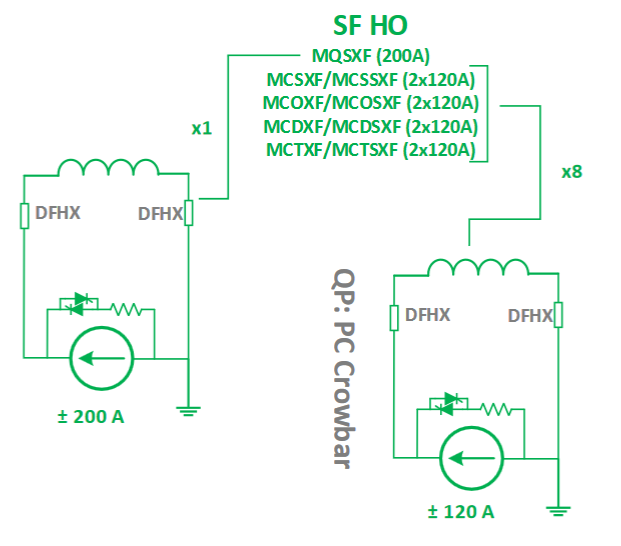 SF HO
MQSXF (200A)
MCSXF/MCSSXF (2x120A)
MCOXF/MCOSXF (2x120A)
MCDXF/MCDSXF (2x120A)
MCTXF/MCTSXF (2x120A)
x1
x8
DFHX
DFHX
± 200 A
QP: PC Crowbar
DFHX
DFHX
± 120 A